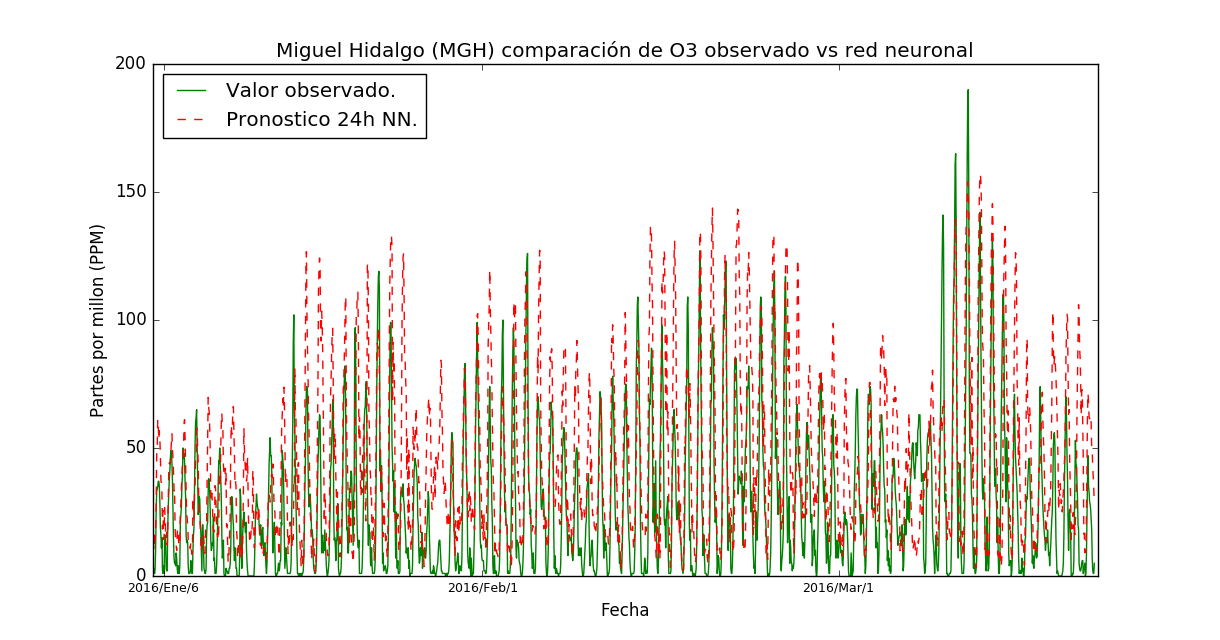 Miguel Hidalgo (MGH) comparación de O3 observado vs red neuronal
Valor observado.
Pronostico 24h NN.
Partes por millon (PPM)
200
150
100
50
0
2016/Ene/6
2016/Feb/1
2016/Mar/1
Fecha